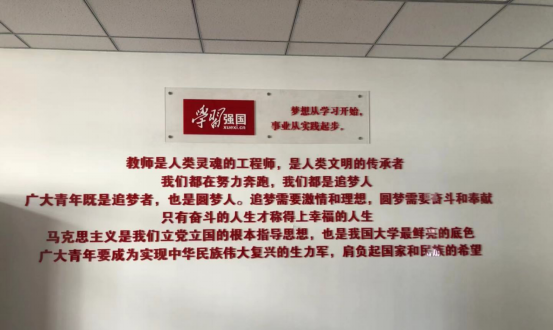 學習强国
xuexi.cn
梦想从学习开始,
事业从实践起步。
教师是人类灵魂的工程师，是人类文明的传承者
我们都在努力奔跑，我们都是追梦人
广大青年既是追梦者，也是圆梦人。追梦需要激情和理想，圆梦需要奋斗和奉献
只有奋斗的人生才称得上幸福的人生
马克思主义是我们立党立国的根本指导思想，也是我国大学最鲜亮的底色
广大青年要成为实现中华民族伟大复兴的生力军，肩负起国家和民族的希望